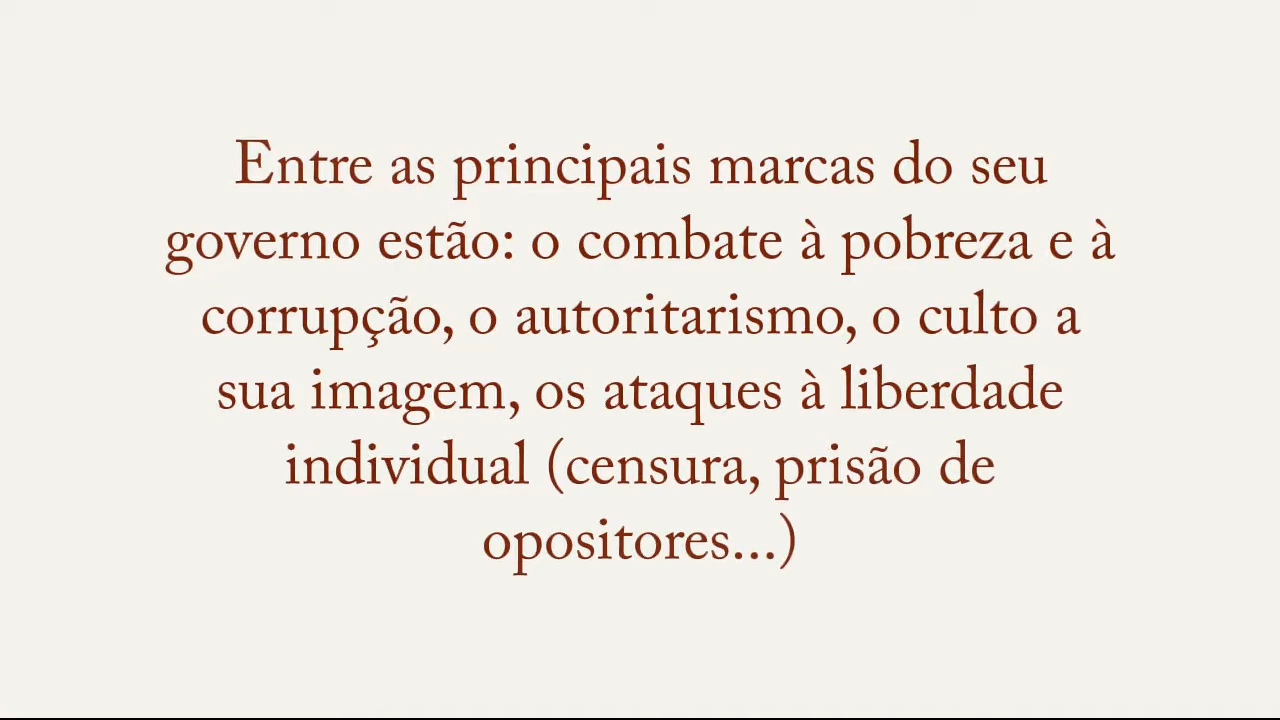 Entre as principais marcas do seu
governo estão: o combate à pobreza e à
corrupção, o autoritarismo, o culto a
sua imagem, os ataques à liberdade
individual (censura, prisão de
opositores...)